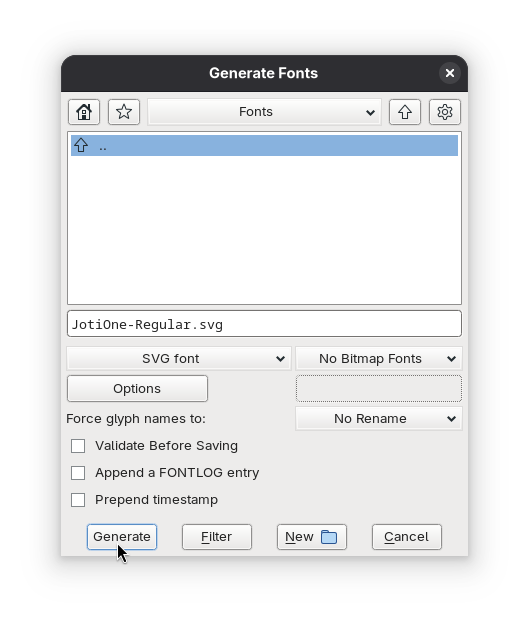 Generate Fonts
Fonts
..
JotiOne-Regular.svg
SVG font
No Bitmap Fonts
Options
Force glyph names to:
No Rename
Validate Before Saving
Append a FONTLOG entry
Prepend timestamp
Generate
Filter
New
Cancel